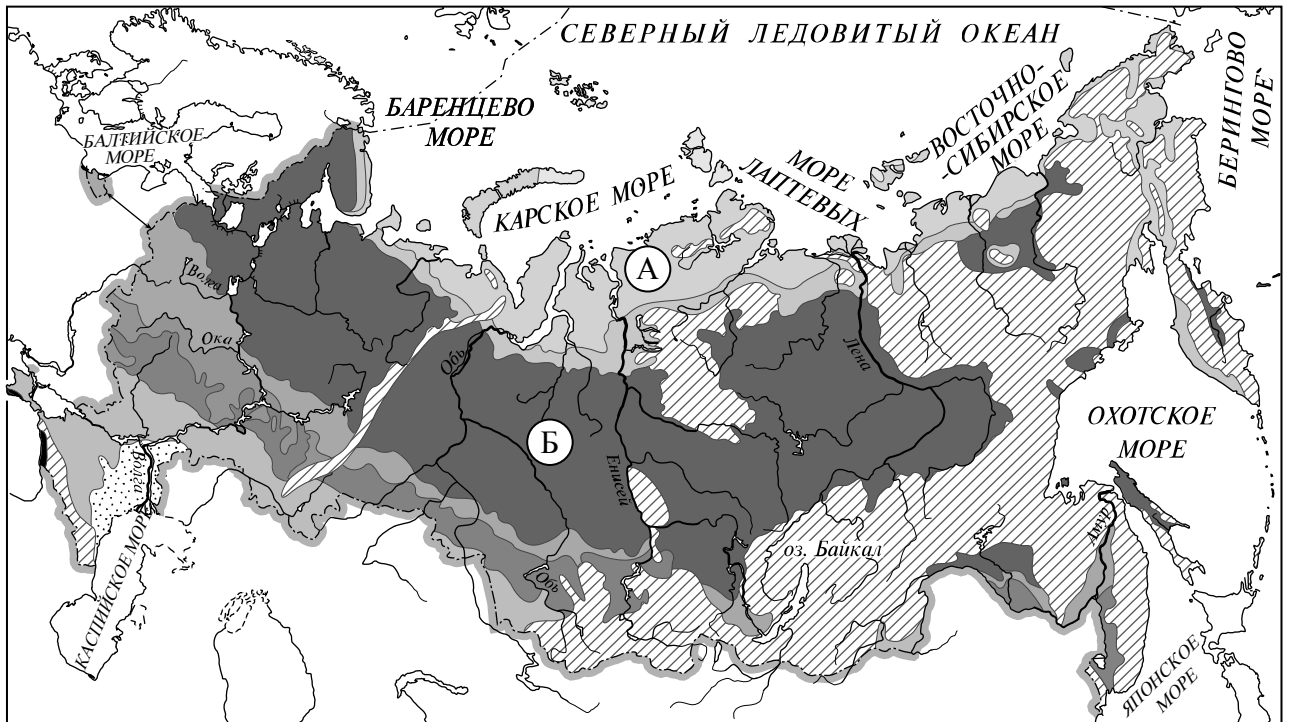 СЕВЕРНЫЙ ЛЕДОВИТЫЙ ОКЕАН
БАРЕНЦЕВО
МОРЕ
БАЛТИЙСКОЕ
МОРЕ
КАРСКОЕ МОРЕ
МОРЕ
ЛАПТЕВЫХ
ВОСТОЧНО-
-СИБИРСКОЕ
МОРЕ
БЕРИНГОВО
МОРЕ
А
Волга
Ока
Обь
Лена
Б
Енисей
ОХОТСКОЕ
МОРЕ
Волга
Амур
оз. Байкал
Обь
КАСПИЙСКОЕ МОРЕ
ЯПОНСКОЕ
МОРЕ